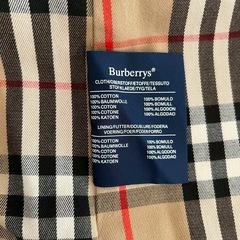 Burberrys'
CLOTH/OBERSTOFF/ETOFFE/TESSUTO
STOF/KLAEDE/TYG/TELA
100%COTTON 100%BOMULD
100%BAUMWOLLE 100%BOMULL
100%COTON 100%ALGODON
100%COTONE 100%ALGODAO
100%KATOEN
LINING/FUTTER/DOUBLURE/FODERA
VOERING/FOER/FODER/FORRO
100%COTTON 100%BOMULD
100%BAUMWOLLE 100%BOMULL
100%COTON 100%ALGODON
100%COTONE 100%ALGODAO
100%KATOEN